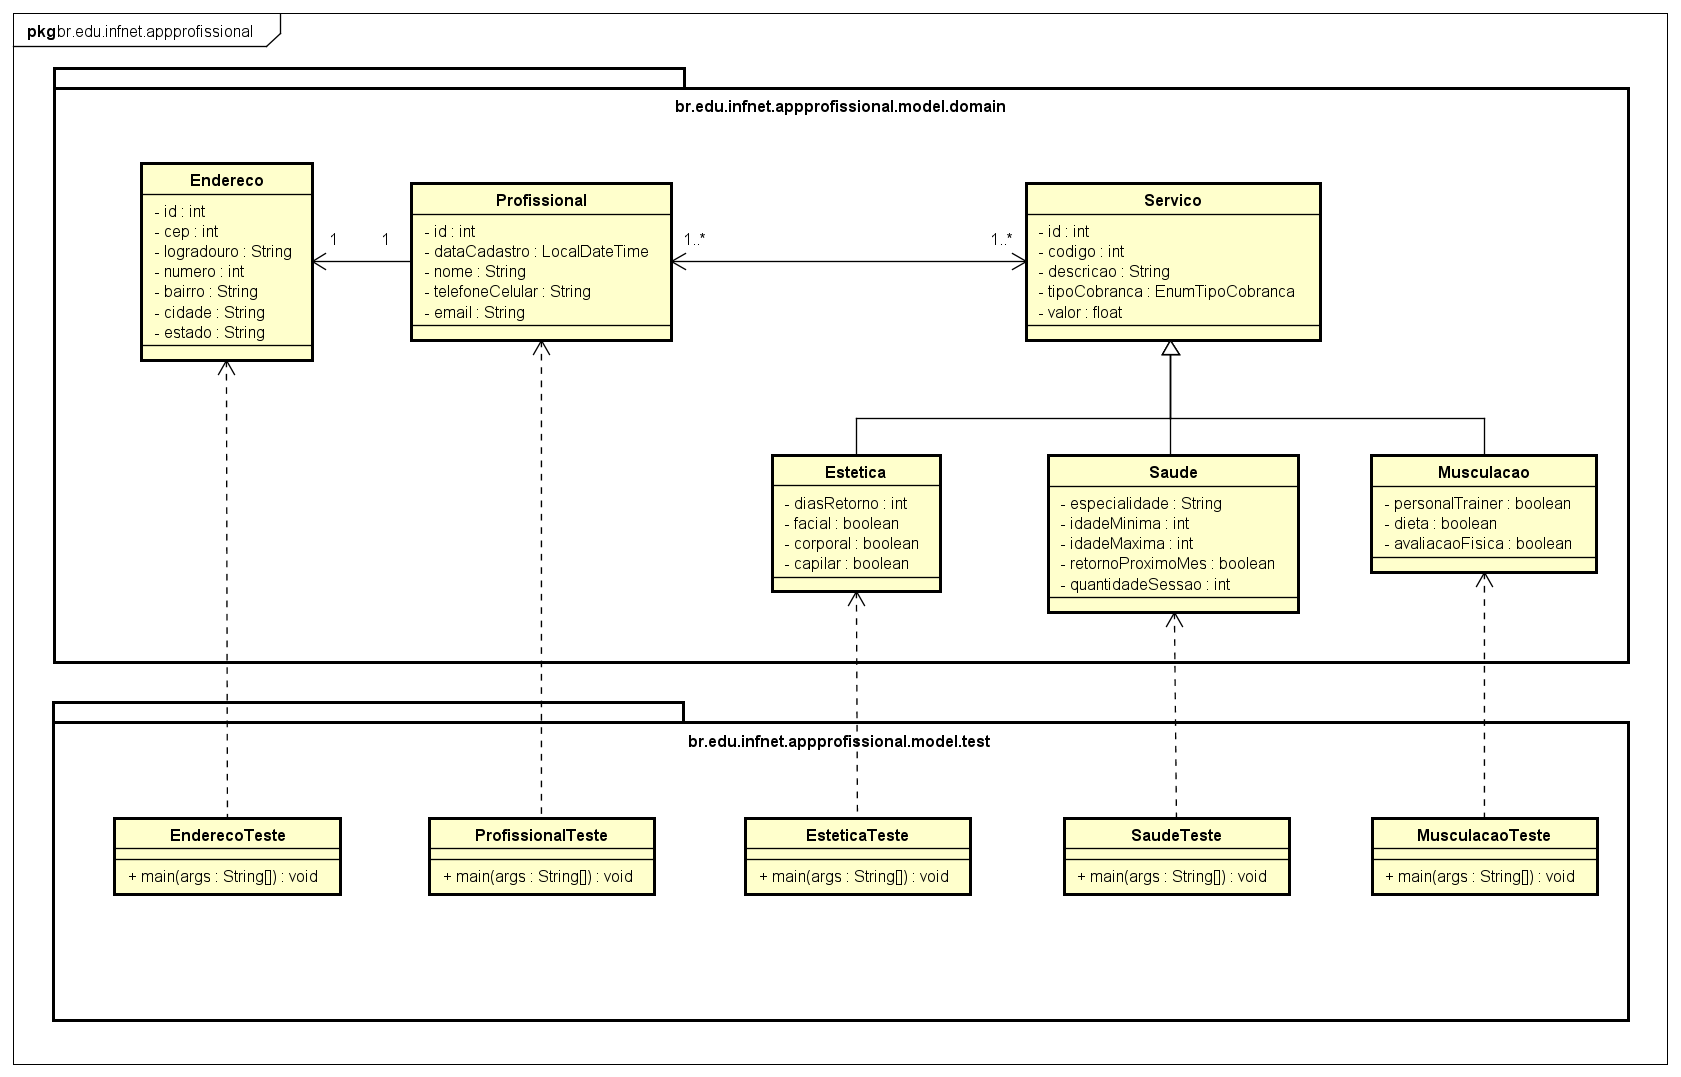 pkg br.edu.infnet.appprofissional
br.edu.infnet.appprofissional.model.domain
Endereco
- id : int
- cep : int
- logradouro : String
- numero : int
- bairro : String
- cidade : String
- estado : String
1
1
Profissional
- id : int
- dataCadastro : LocalDateTime
- nome : String
- telefoneCelular : String
- email : String
1..*
1..*
Servico
- id : int
- codigo : int
- descricao : String
- tipoCobranca : EnumTipoCobranca
- valor : float
Estetica
- diasRetorno : int
- facial : boolean
- corporal : boolean
- capilar : boolean
Saude
- especialidade : String
- idadeMinima : int
- idadeMaxima : int
- retornoProximoMes : boolean
- quantidadeSessao : int
Musculacao
- personalTrainer : boolean
- dieta : boolean
- avaliacaoFisica : boolean
br.edu.infnet.appprofissional.model.test
EnderecoTeste
+ main(args : String[]) : void
ProfissionalTeste
+ main(args : String[]) : void
EsteticaTeste
+ main(args : String[]) : void
SaudeTeste
+ main(args : String[]) : void
MusculacaoTeste
+ main(args : String[]) : void